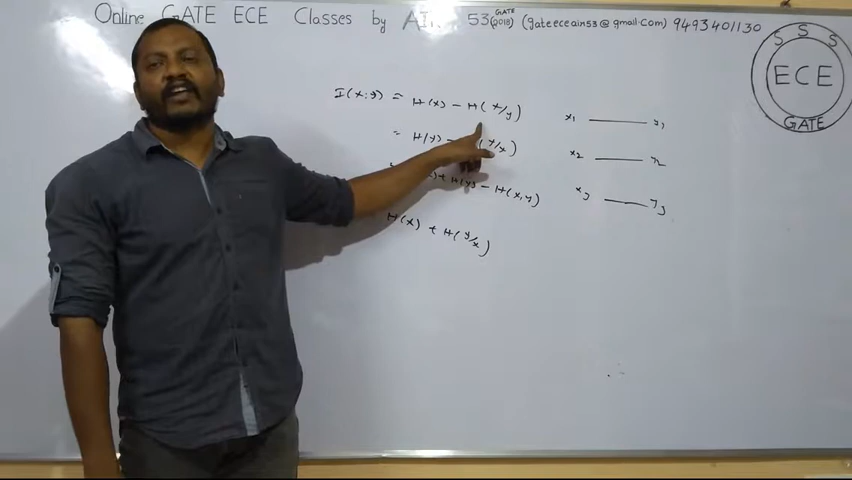 Online GATE ECE Classes by AI 53 GATE (2018) (gateeceain53@gmail.com) 9493401130
SSS
ECE
GATE
I(X:Y) = H(X) - H(X/Y)
= H(Y) - (Y/X)
+ H(Y) - H(X,Y)
H(X) + H(Y/X)
x1 y1
x2 y2
x3 y3